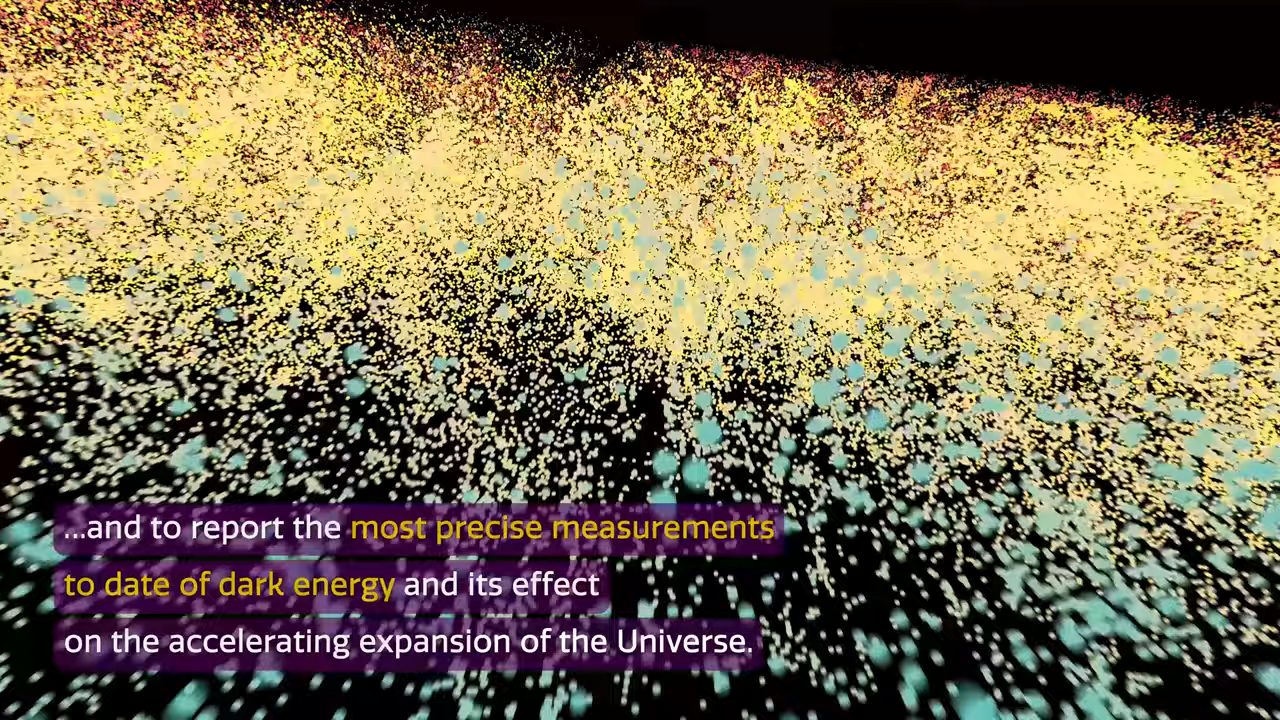 ...and to report the most precise measurements
to date of dark energy and its effect
on the accelerating expansion of the Universe.